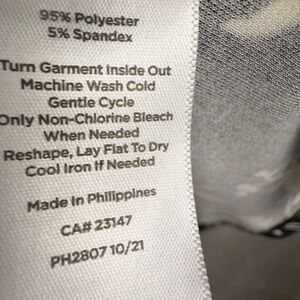 95% Polyester
5% Spandex
Turn Garment Inside Out
Machine Wash Cold
Gentle Cycle
Only Non-Chlorine Bleach
When Needed
Reshape, Lay Flat To Dry
Cool Iron If Needed
Made In Philippines
CA# 23147
PH2807 10/21